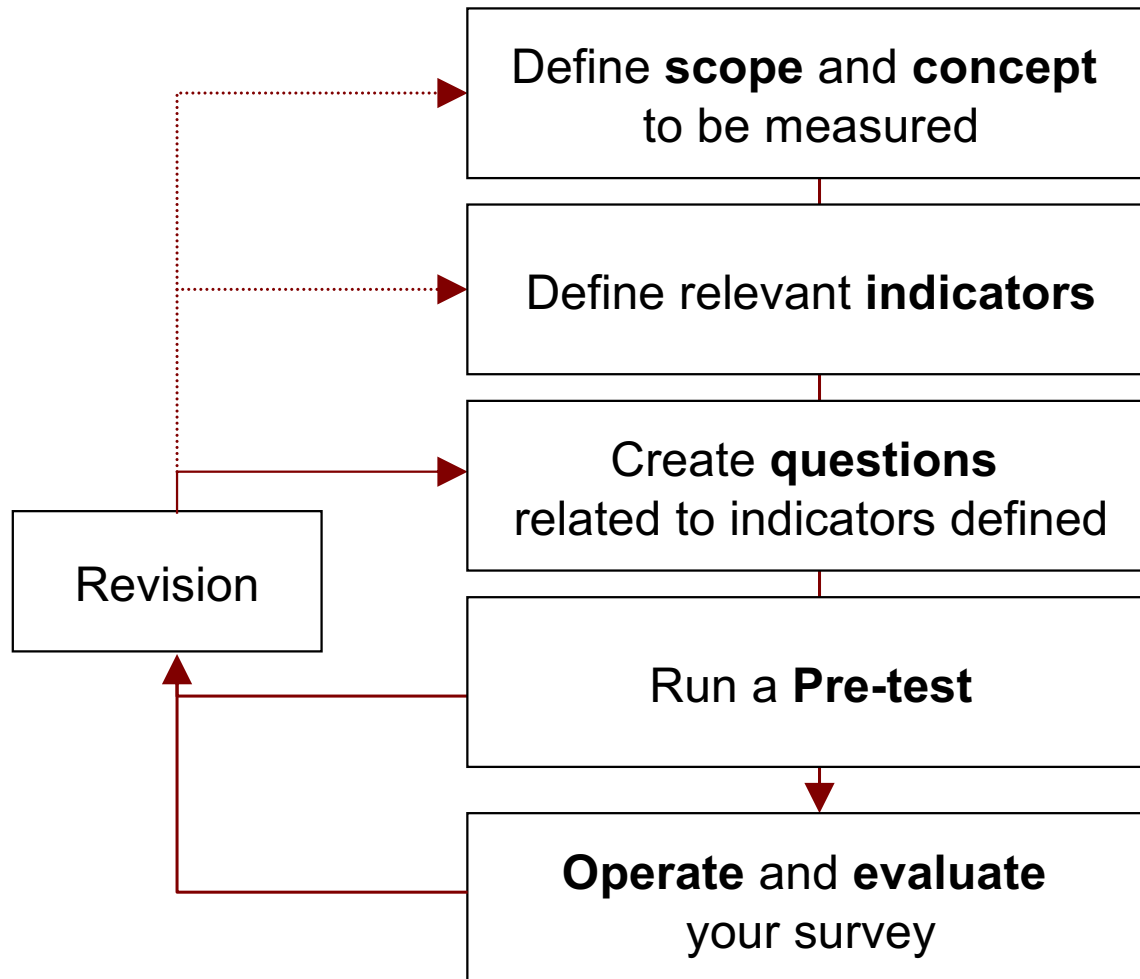 Define scope and concept
to be measured
Define relevant indicators
Create questions
related to indicators defined
Revision
Run a Pre-test
Operate and evaluate
your survey